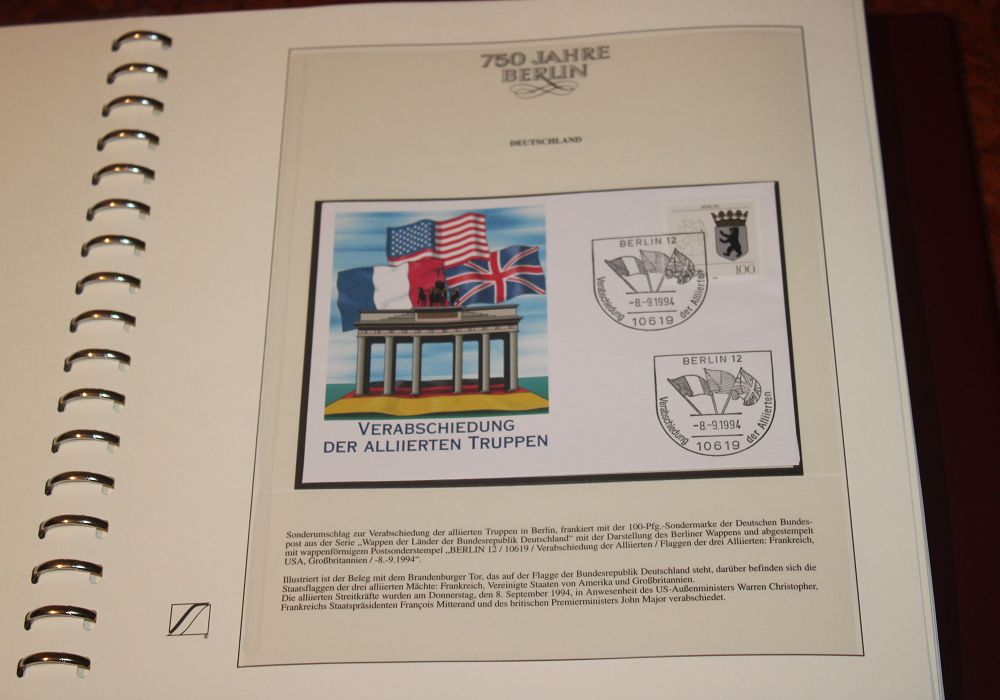 750 JAHRE
BERLIN
DEUTSCHLAND
BERLIN
100
BERLIN 12
-8.-9.1994
Verabschiedung der Alliierten
10619
BERLIN 12
-8.-9.1994
Verabschiedung der Alliierten
10619
VERABSCHIEDUNG
DER ALLIIERTEN TRUPPEN
Sonderumschlag zur Verabschiedung der alliierten Truppen in Berlin, frankiert mit der 100-Pfg.-Sondermarke der Deutschen Bundes-
post aus der Serie „Wappen der Länder der Bundesrepublik Deutschland" mit der Darstellung des Berliner Wappens und abgestempelt
mit wappenförmigem Postsonderstempel „BERLIN 12 / 10619 / Verabschiedung der Alliierten / Flaggen der drei Alliierten: Frankreich,
USA, Großbritannien / -8.-9.1994".
Illustriert ist der Beleg mit dem Brandenburger Tor, das auf der Flagge der Bundesrepublik Deutschland steht, darüber befinden sich die
Staatsflaggen der drei alliierten Mächte: Frankreich, Vereinigte Staaten von Amerika und Großbritannien.
Die alliierten Streitkräfte wurden am Donnerstag, den 8. September 1994, in Anwesenheit des US-Außenministers Warren Christopher,
Frankreichs Staatspräsidenten François Mitterand und des britischen Premierministers John Major verabschiedet.